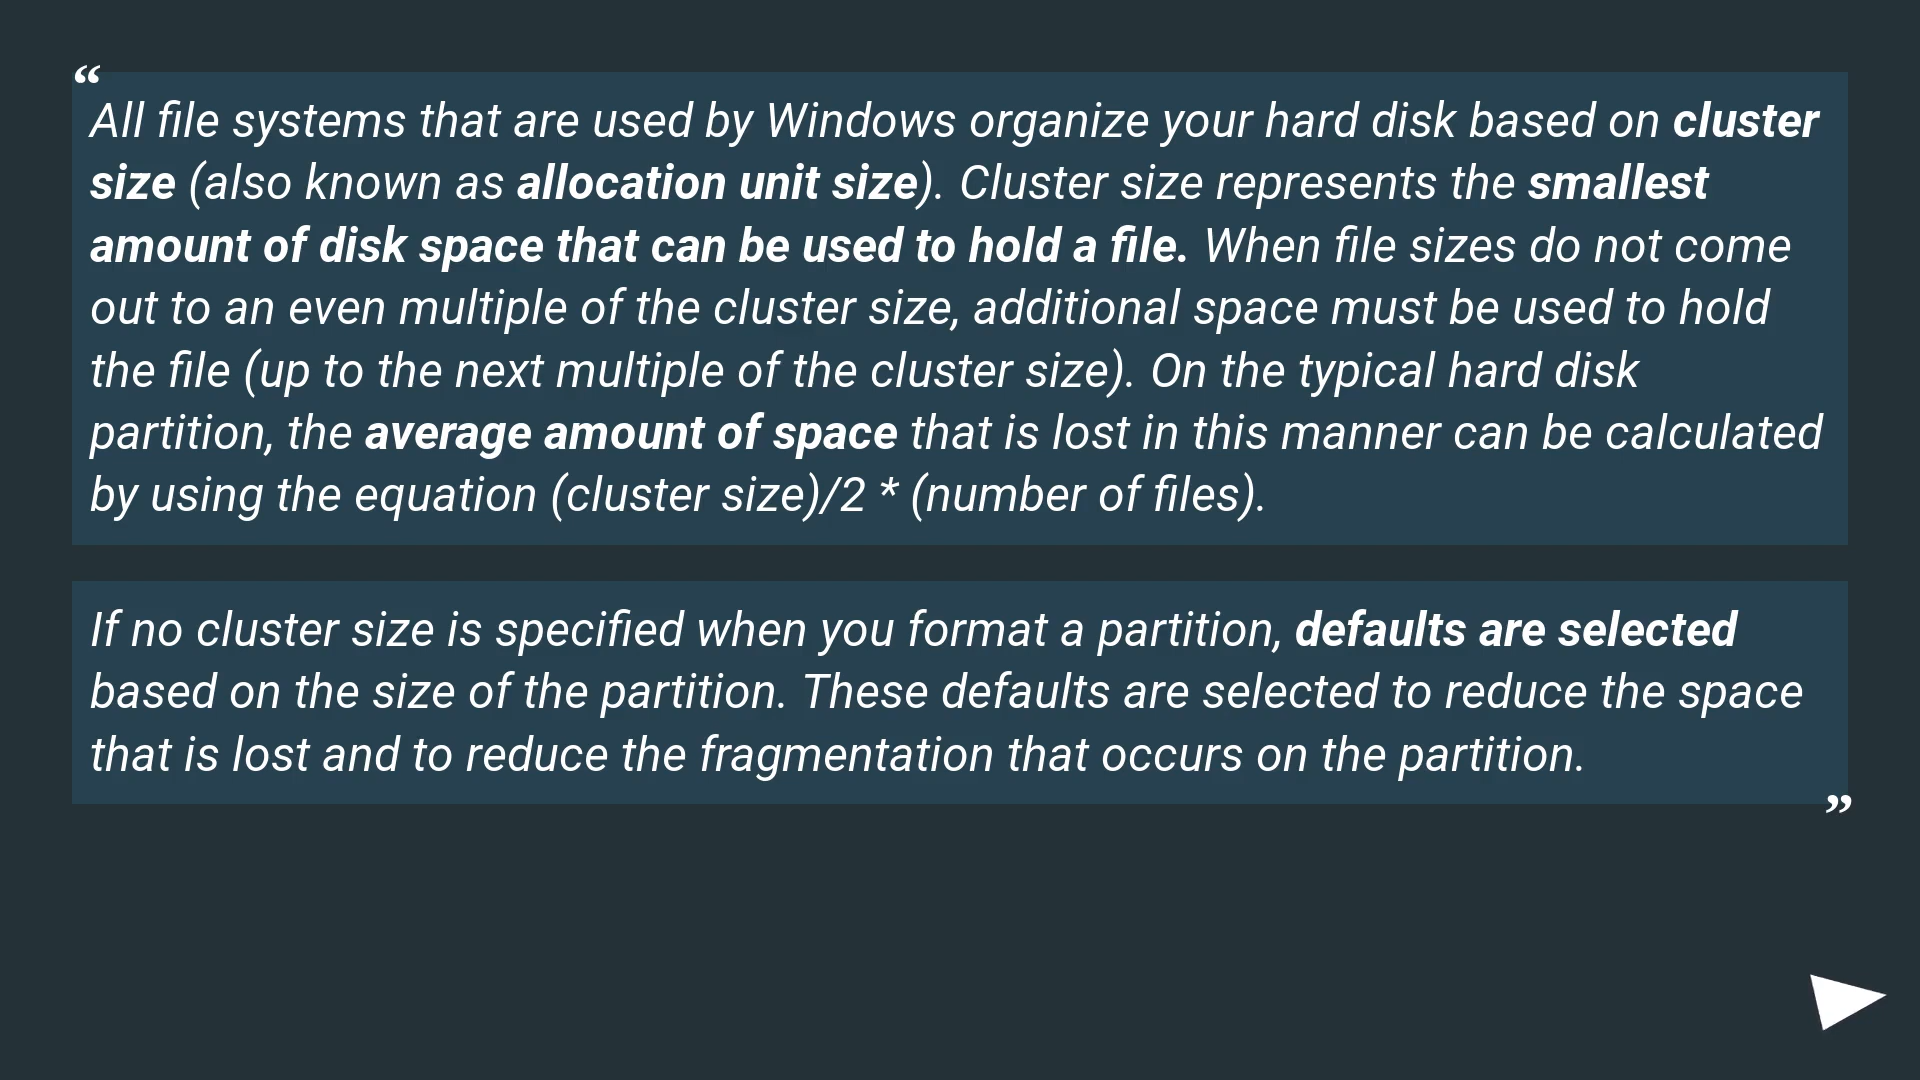 “
All file systems that are used by Windows organize your hard disk based on cluster
size (also known as allocation unit size). Cluster size represents the smallest
amount of disk space that can be used to hold a file. When file sizes do not come
out to an even multiple of the cluster size, additional space must be used to hold
the file (up to the next multiple of the cluster size). On the typical hard disk
partition, the average amount of space that is lost in this manner can be calculated
by using the equation (cluster size)/2 * (number of files).
If no cluster size is specified when you format a partition, defaults are selected
based on the size of the partition. These defaults are selected to reduce the space
that is lost and to reduce the fragmentation that occurs on the partition.
”